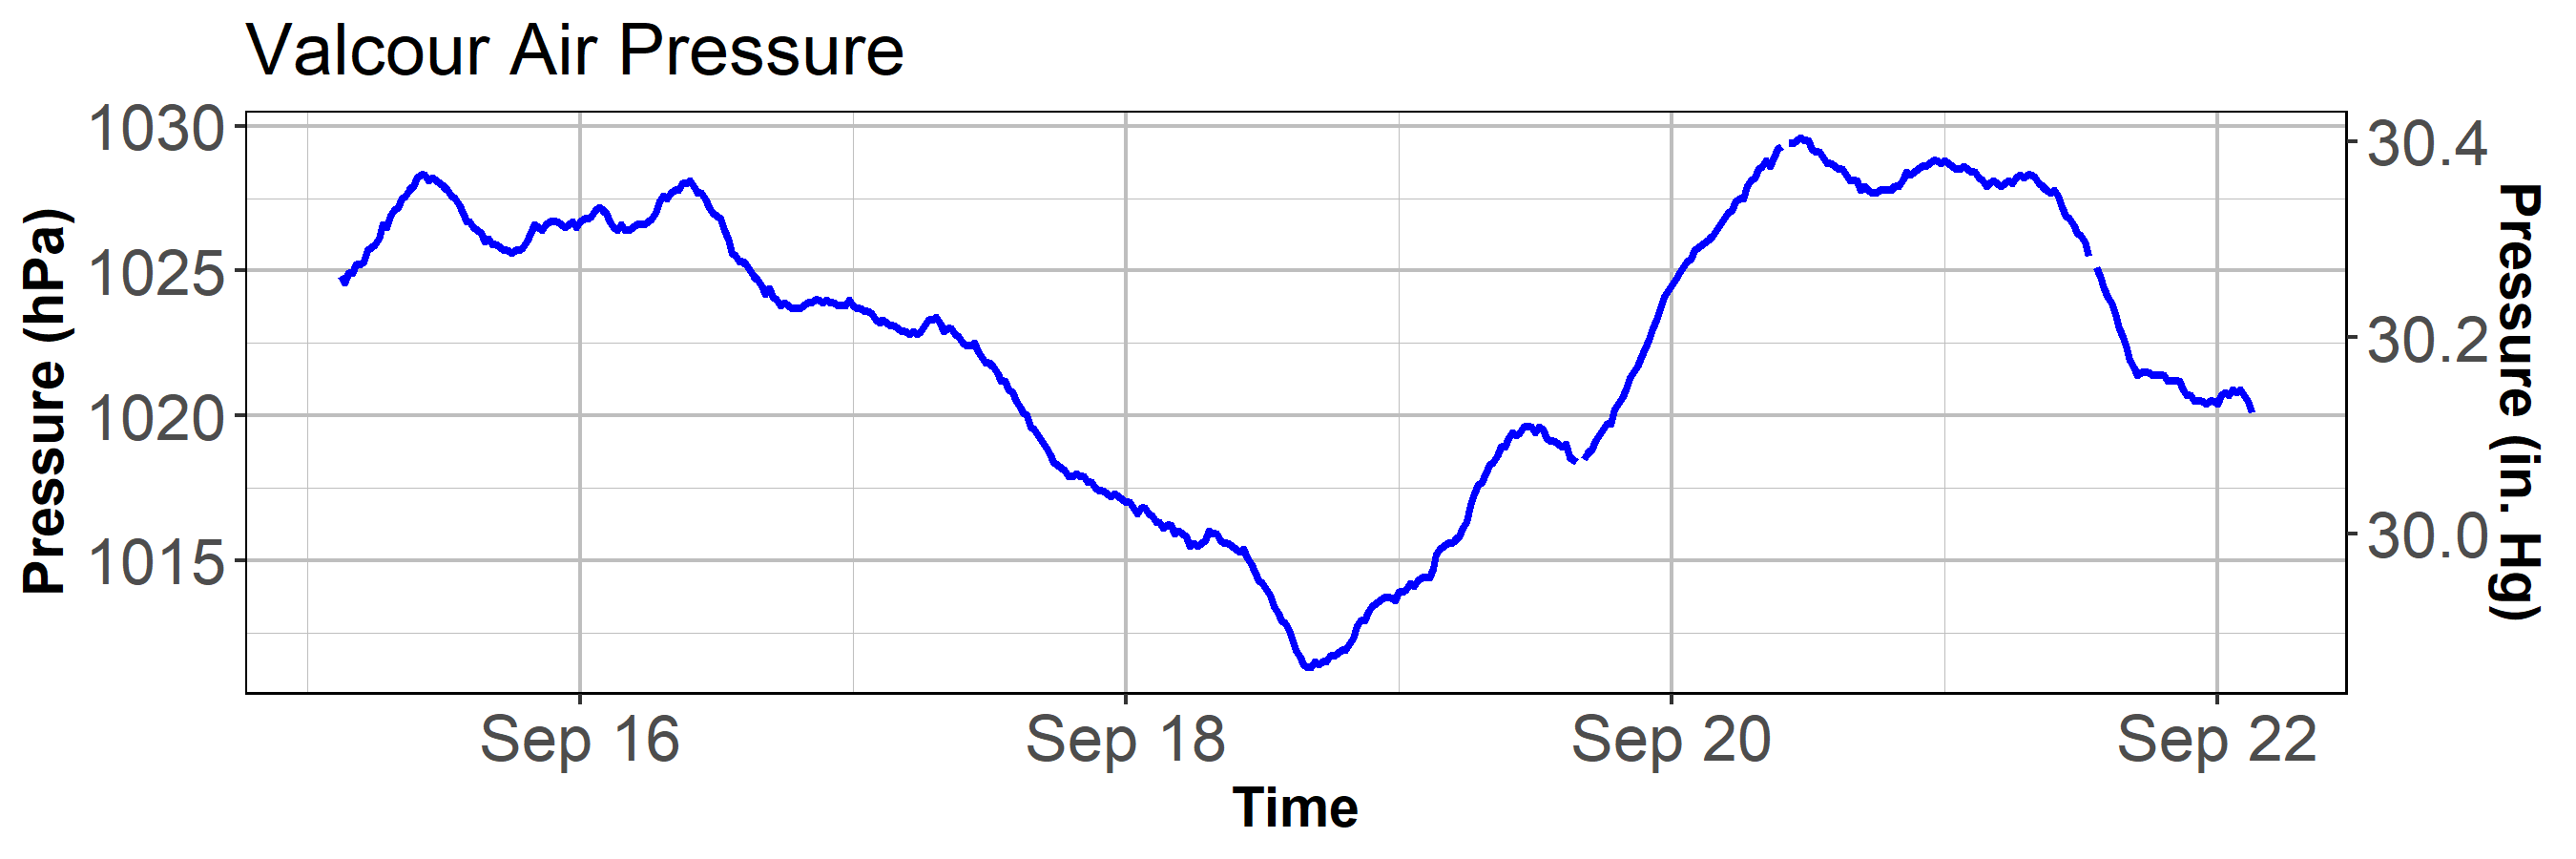 Valcour Air Pressure
Pressure (hPa)
1030
1025
1020
1015
30.4
30.2
30.0
Pressure (in. Hg)
Sep 16
Sep 18
Sep 20
Sep 22
Time